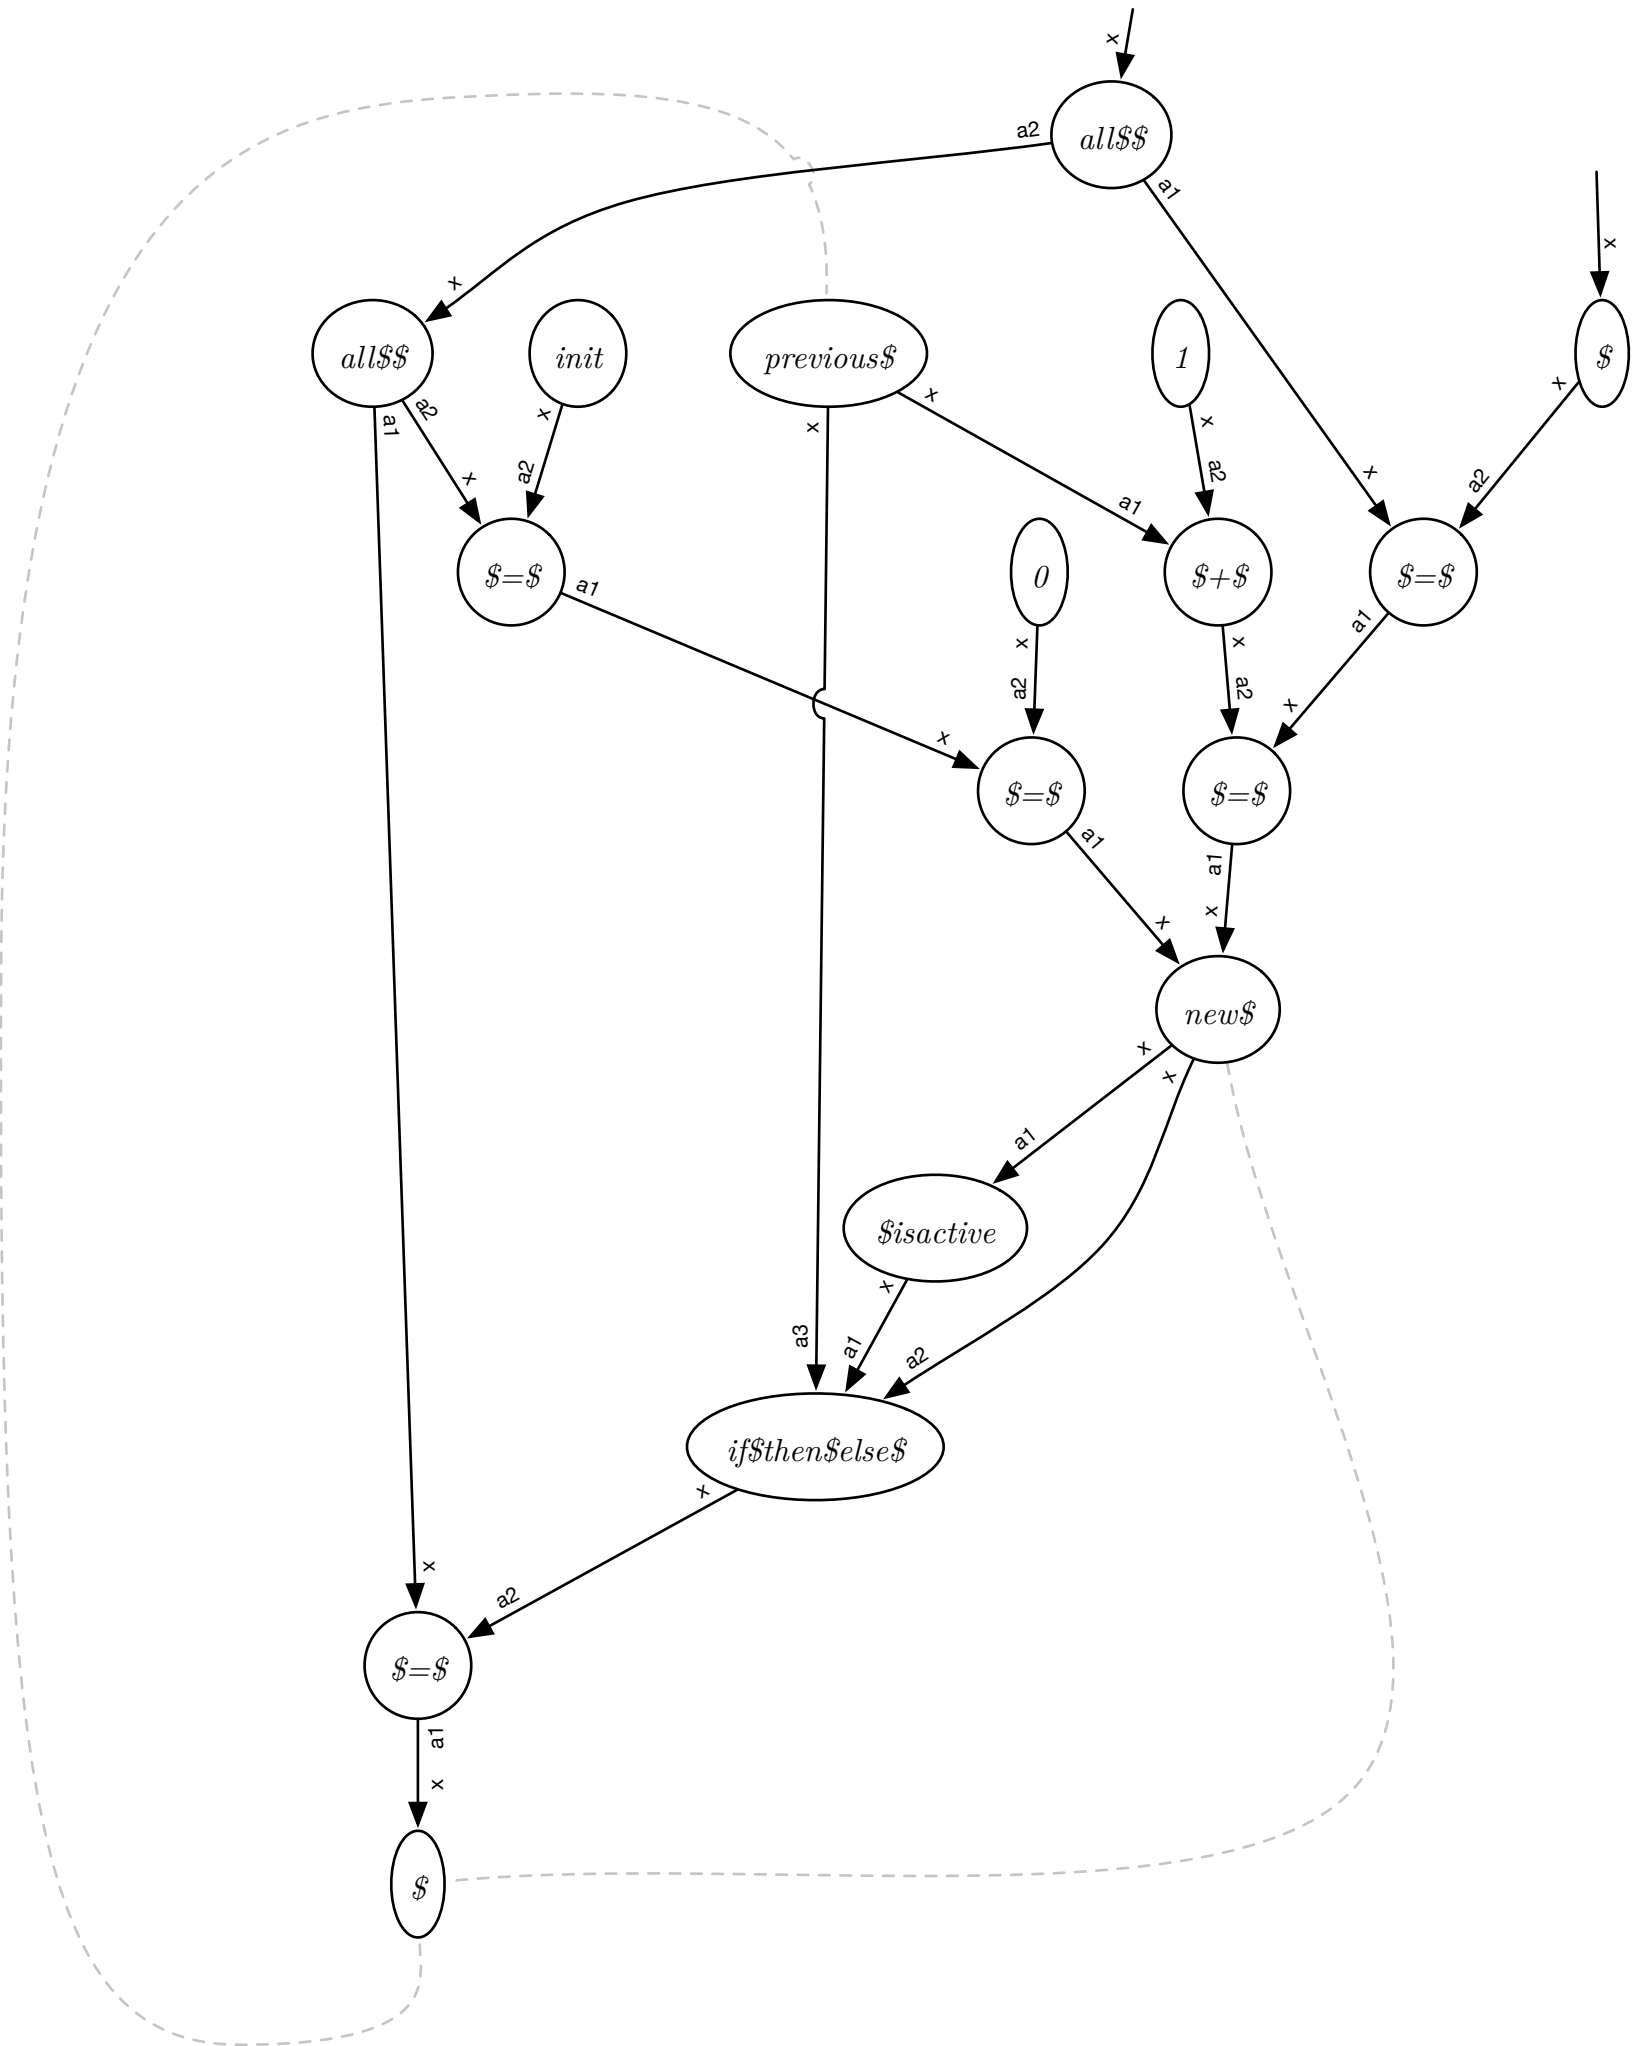 x
a2
all$$
a1
x
x
all$$
init
previous$
1
$
a1
a2
x
x
x
x
x
x
a2
a1
a2
x
a2
$=$
a1
0
$+$
$=$
x
x
a1
a2
a2
x
x
$=$
$=$
a1
a1
x
x
new$
x
x
a1
$isactive
x
a3
a1
a2
if$then$else$
x
x
a2
$=$
a1
x
$